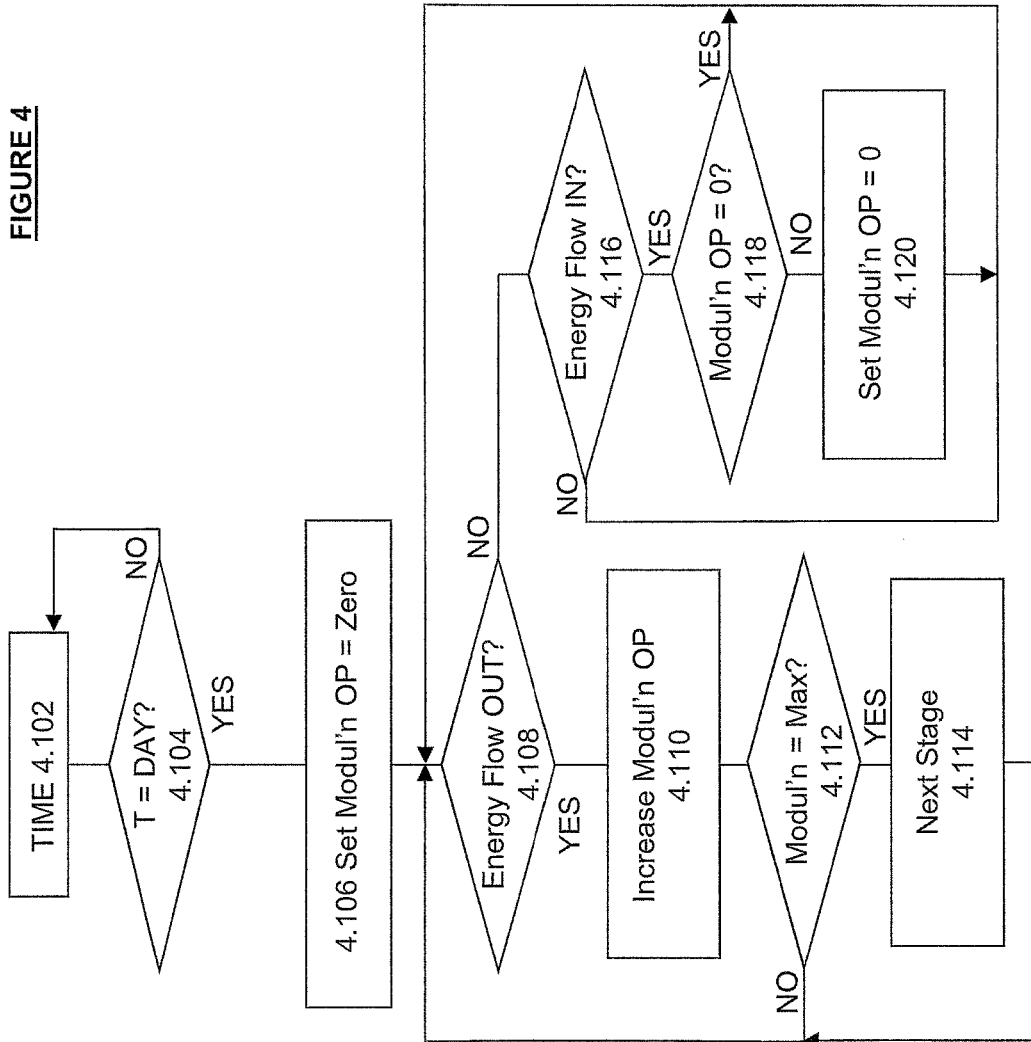 FIGURE 4
TIME 4.102
T = DAY?
4.104
NO
YES
4.106 Set Modul'n OP = Zero
Energy Flow OUT?
4.108
NO
YES
Increase Modul'n OP
4.110
Modul'n = Max?
4.112
NO
YES
Next Stage
4.114
Energy Flow IN?
4.116
NO
YES
Modul'n OP = 0?
4.118
YES
NO
Set Modul'n OP = 0
4.120